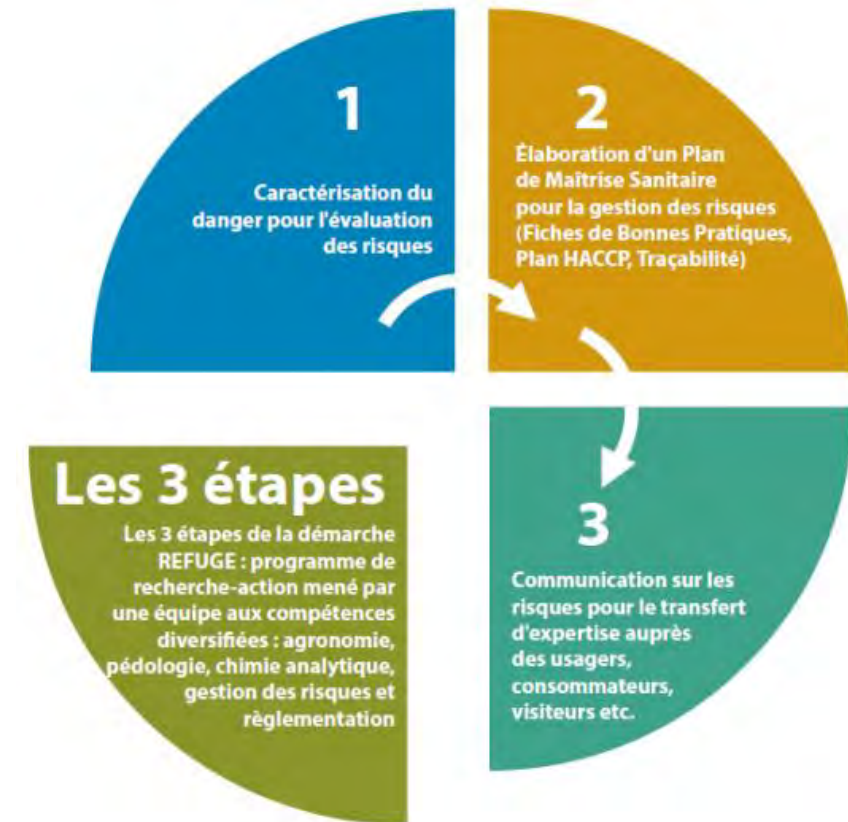 1
Caractérisation du
danger pour l'évaluation
des risques
2
Élaboration d'un Plan
de Maîtrise Sanitaire
pour la gestion des risques
(Fiches de Bonnes Pratiques,
Plan HACCP, Traçabilité)
3
Communication sur les
risques pour le transfert
d'expertise auprès
des usagers,
consommateurs,
visiteurs etc.
Les 3 étapes
Les 3 étapes de la démarche
REFUGE : programme de
recherche-action mené par
une équipe aux compétences
diversifiées : agronomie,
pédologie, chimie analytique,
gestion des risques et
règlementation